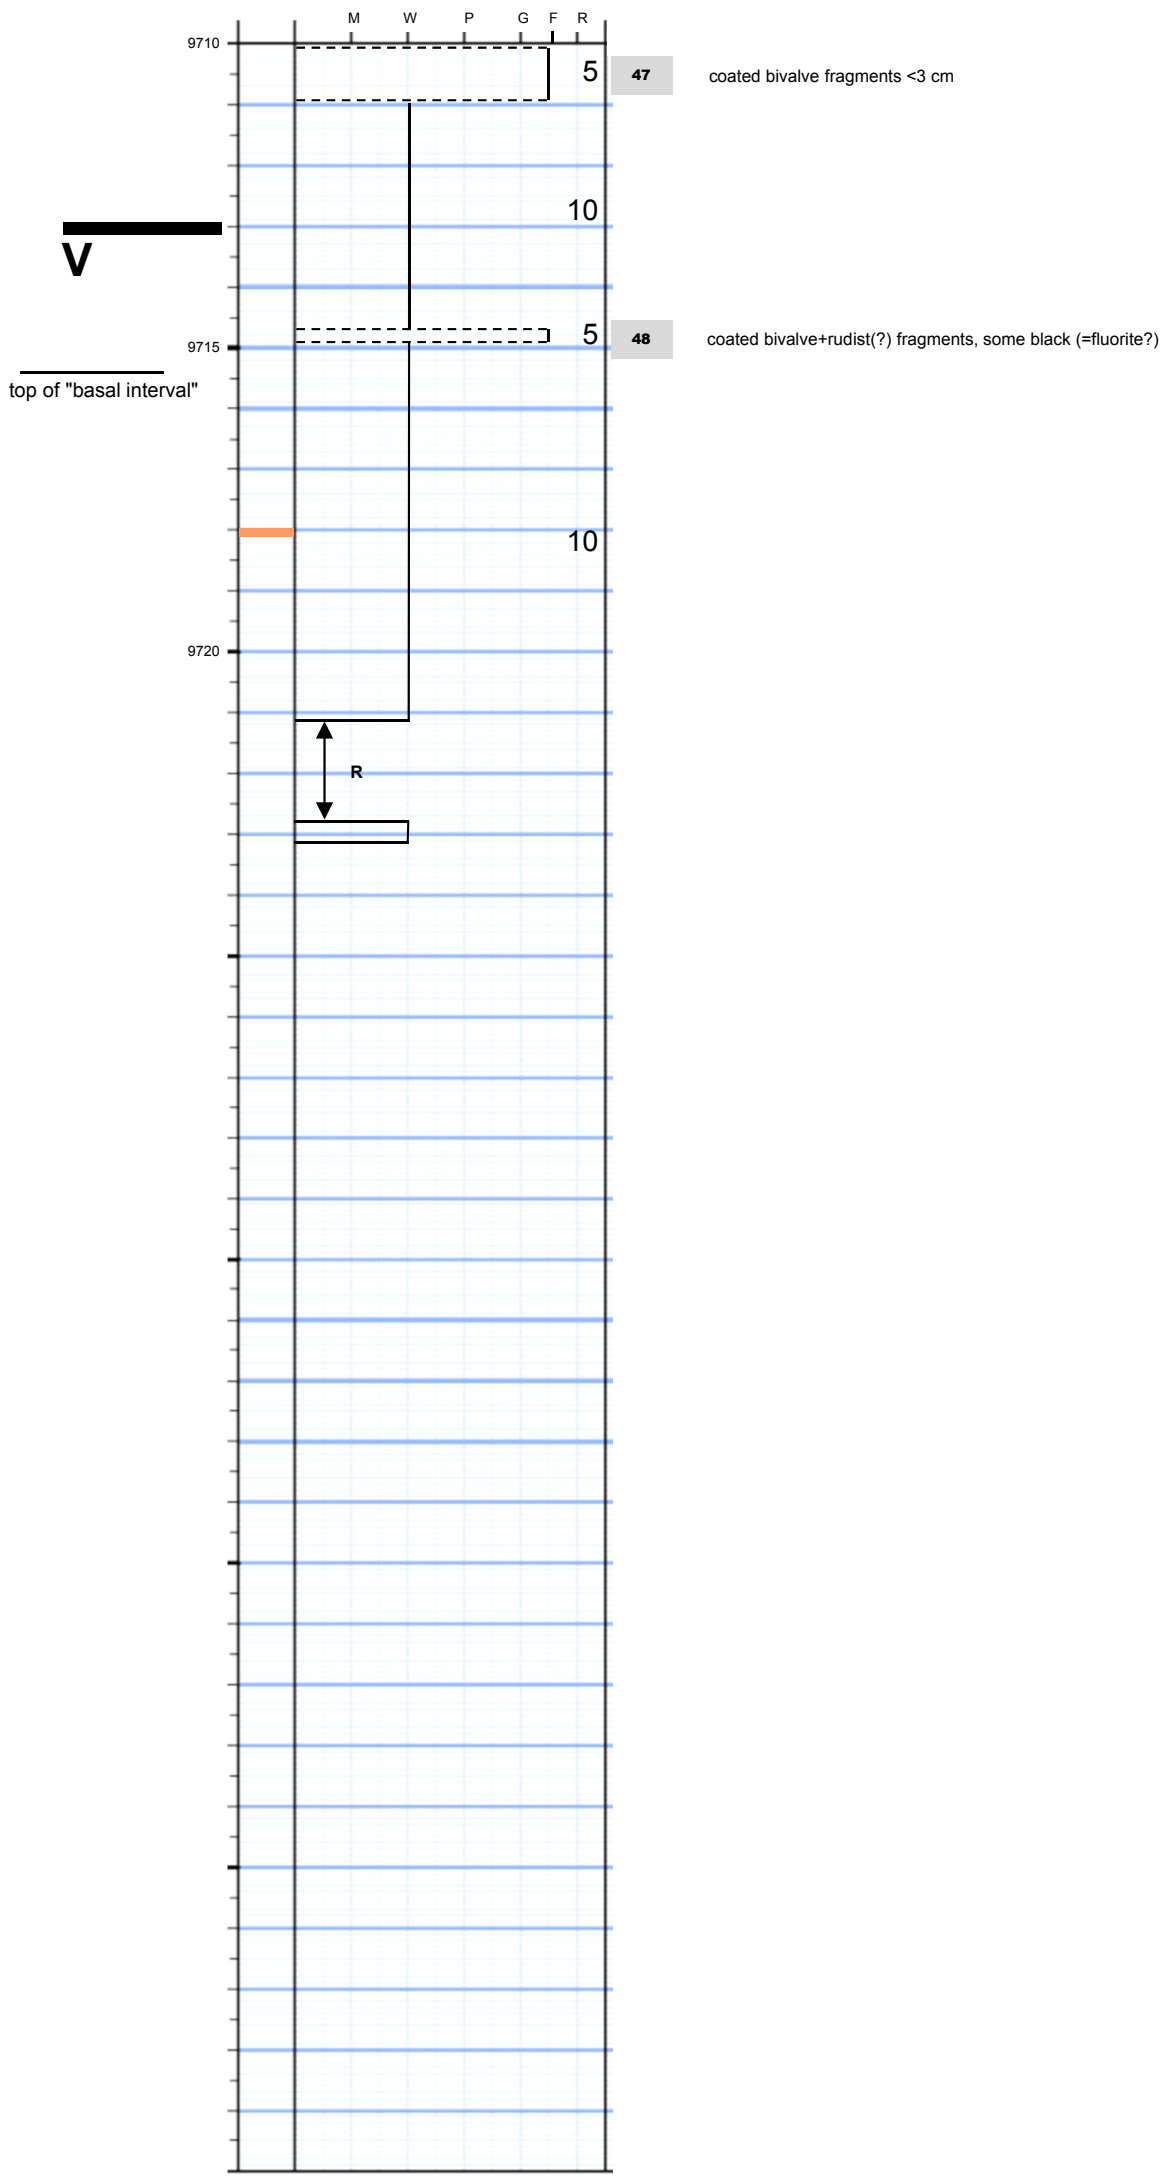 M W P G F R
9710
5 47 coated bivalve fragments <3 cm
10
V
5 48 coated bivalve+rudist(?) fragments, some black (=fluorite?)
9715
top of "basal interval"
10
9720
R